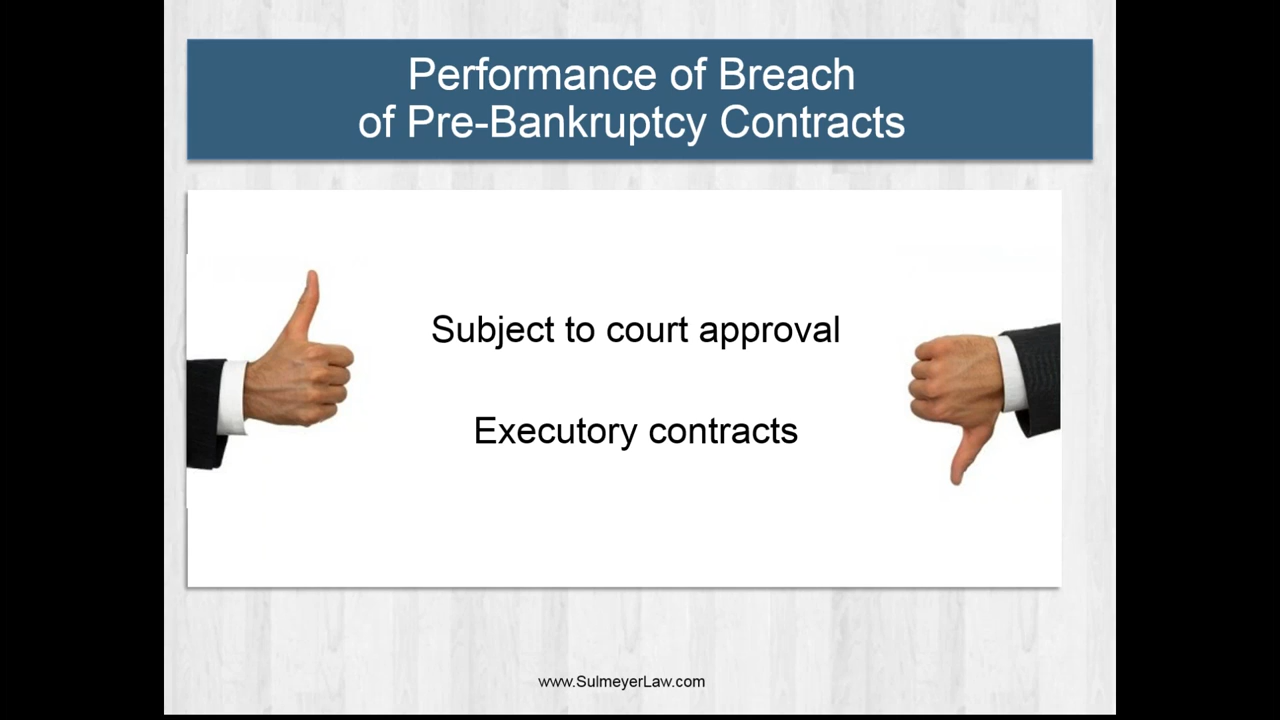 Performance of Breach
of Pre-Bankruptcy Contracts
Subject to court approval
Executory contracts
www.SulmeyerLaw.com